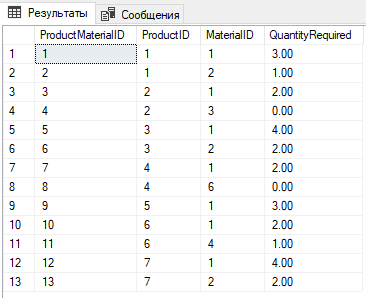 Результаты Сообщения
ProductMaterialID ProductID MaterialID QuantityRequired
1 1 1 1 3.00
2 2 1 2 1.00
3 3 2 1 2.00
4 4 2 3 0.00
5 5 3 1 4.00
6 6 3 2 2.00
7 7 4 1 2.00
8 8 4 6 0.00
9 9 5 1 3.00
10 10 6 1 2.00
11 11 6 4 1.00
12 12 7 1 4.00
13 13 7 2 2.00